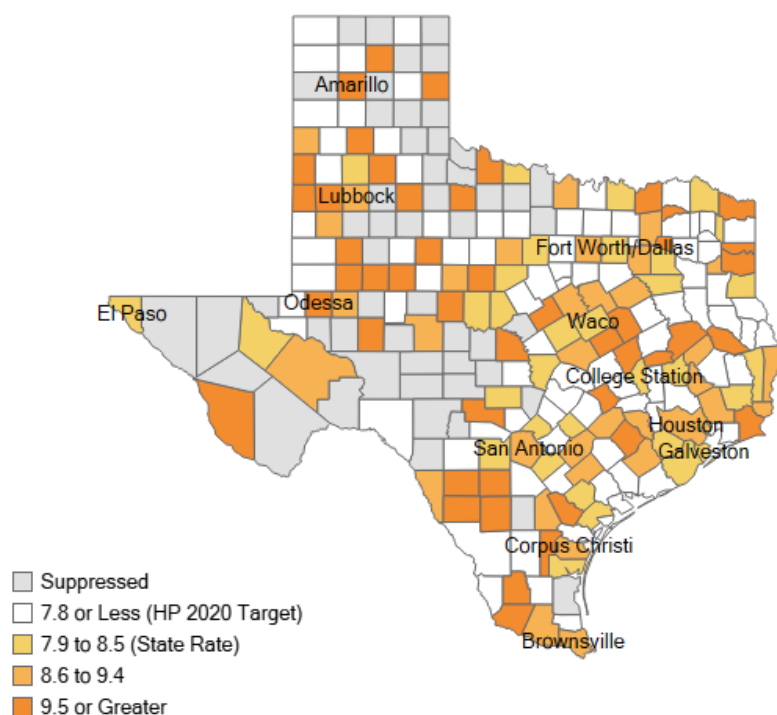 Amarillo
Lubbock
Fort Worth/Dallas
Odessa
El Paso
Waco
College Station
Houston
San Antonio
Galveston
Corpus Christi
Brownsville
Suppressed
7.8 or Less (HP 2020 Target)
7.9 to 8.5 (State Rate)
8.6 to 9.4
9.5 or Greater